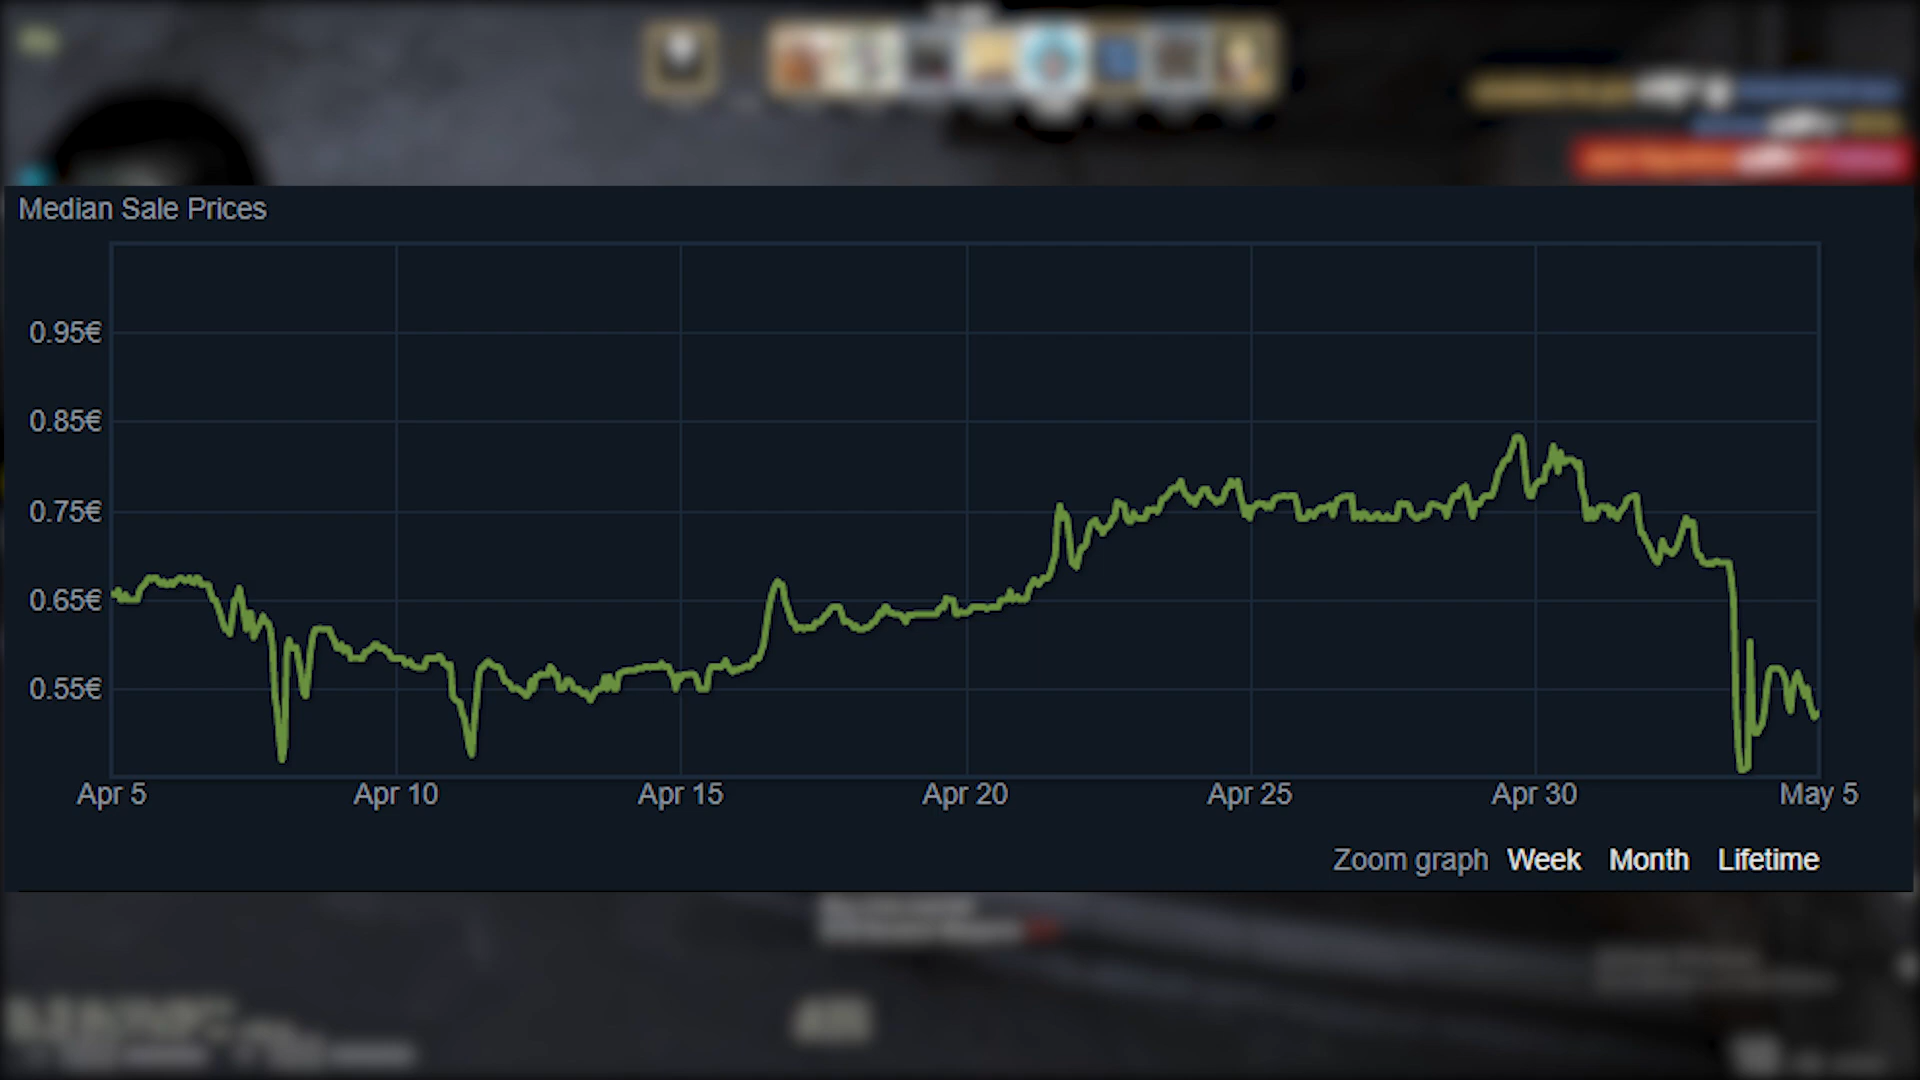 Median Sale Prices
0.95€
0.85€
0.75€
0.65€
0.55€
Apr 5 Apr 10 Apr 15 Apr 20 Apr 25 Apr 30 May 5
Zoom graph Week Month Lifetime